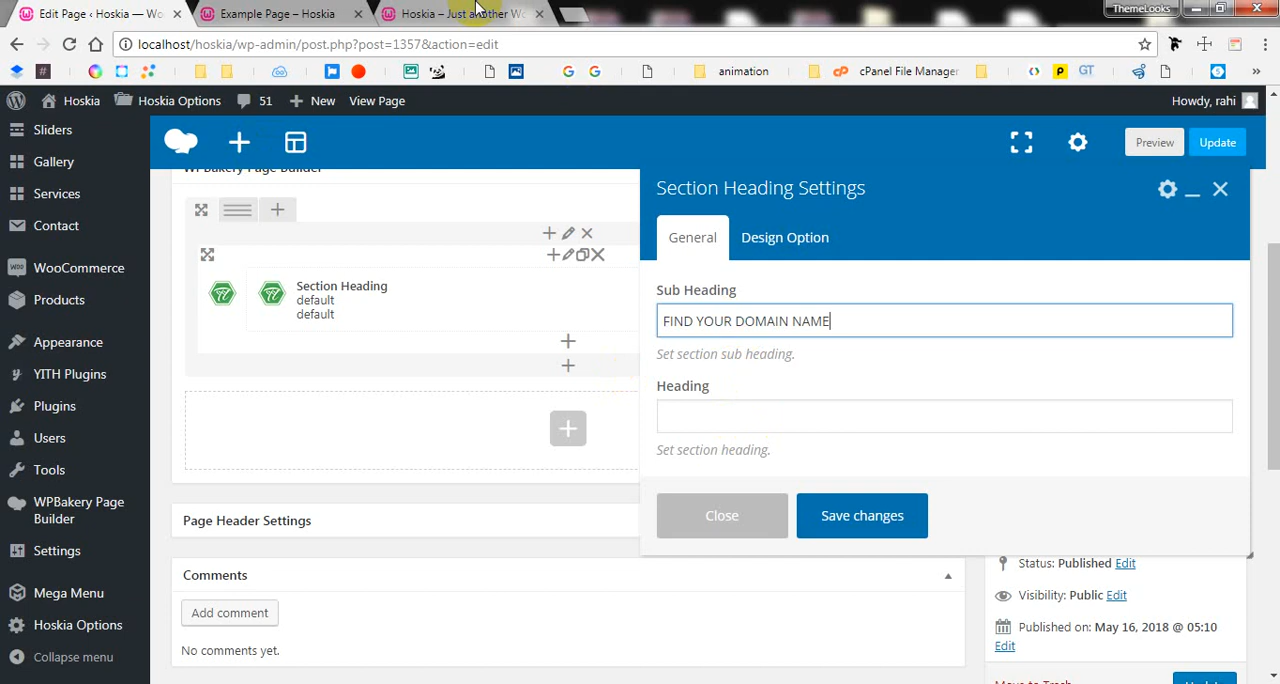 Edit Page ‹ Hoskia — Wo
Example Page – Hoskia
Hoskia – Just another Wo
ThemeLooks
localhost/hoskia/wp-admin/post.php?post=1357&action=edit
animation
cPanel File Manager
GT
Hoskia
Hoskia Options
51
New
View Page
Howdy, rahi
Sliders
Gallery
Services
Contact
WooCommerce
Products
Appearance
YITH Plugins
Plugins
Users
Tools
WPBakery Page
Builder
Settings
Mega Menu
Hoskia Options
Collapse menu
Preview
Update
WPBakery Page Builder
Section Heading
default
default
Section Heading Settings
General
Design Option
Sub Heading
FIND YOUR DOMAIN NAME
Set section sub heading.
Heading
Set section heading.
Close
Save changes
Page Header Settings
Comments
Add comment
No comments yet.
Status: Published Edit
Visibility: Public Edit
Published on: May 16, 2018 @ 05:10
Edit
Move to Trash
Update